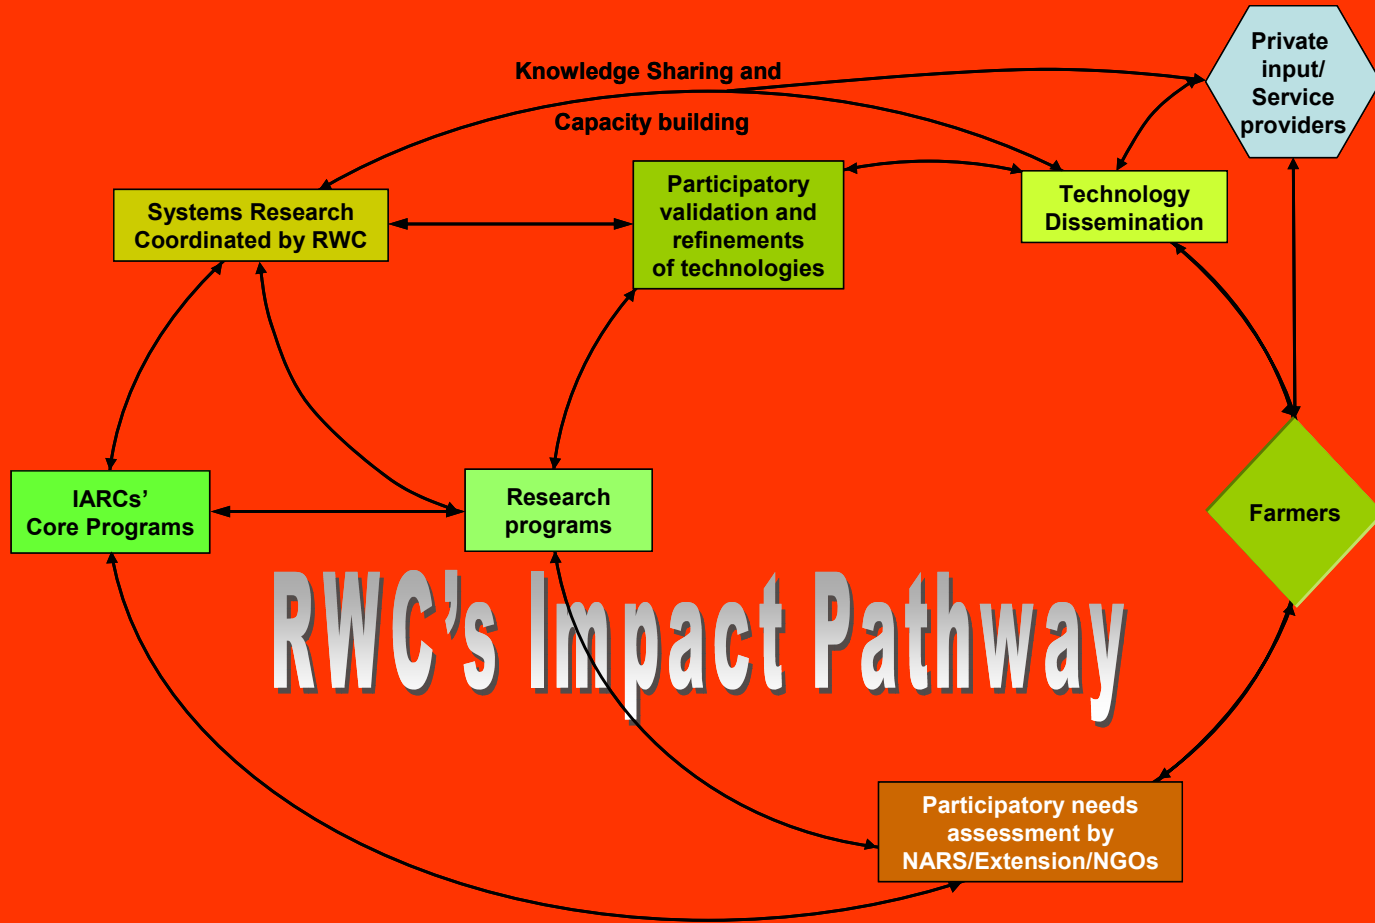 Private
input/
Service
providers
Knowledge Sharing and
Capacity building
Participatory
validation and
refinements
of technologies
Technology
Dissemination
Systems Research
Coordinated by RWC
IARCs’
Core Programs
Research
programs
Farmers
RWC’s Impact Pathway
Participatory needs
assessment by
NARS/Extension/NGOs